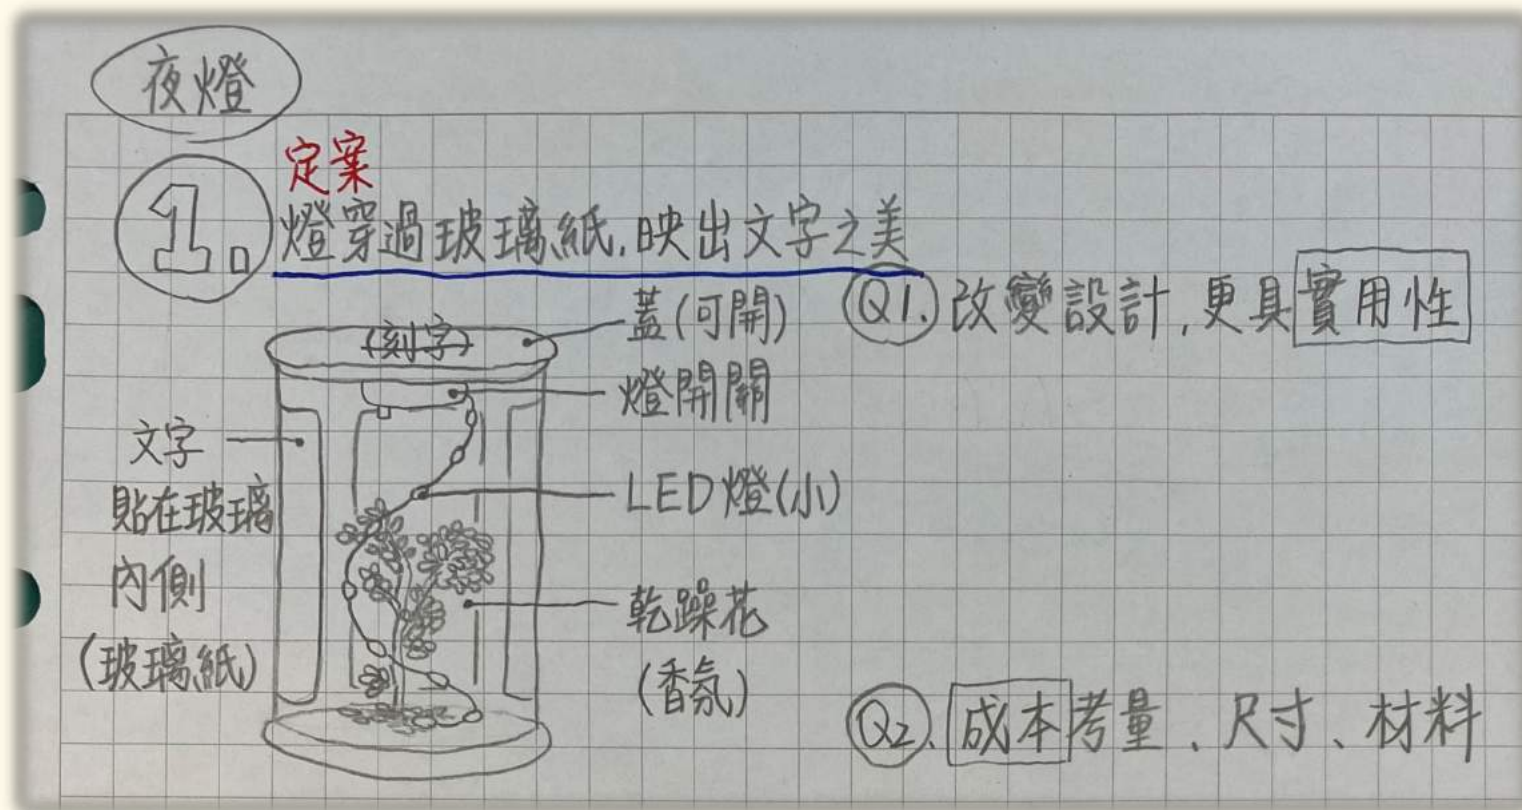 夜燈
1.
定案
燈穿過玻璃紙,映出文字之美
(刻字)
蓋(可開)
燈開關
文字
貼在玻璃
內側
(玻璃紙)
LED燈(小)
乾躁花
(香氛)
Q1. 改變設計,更具實用性
Q2. 成本考量、尺寸、材料